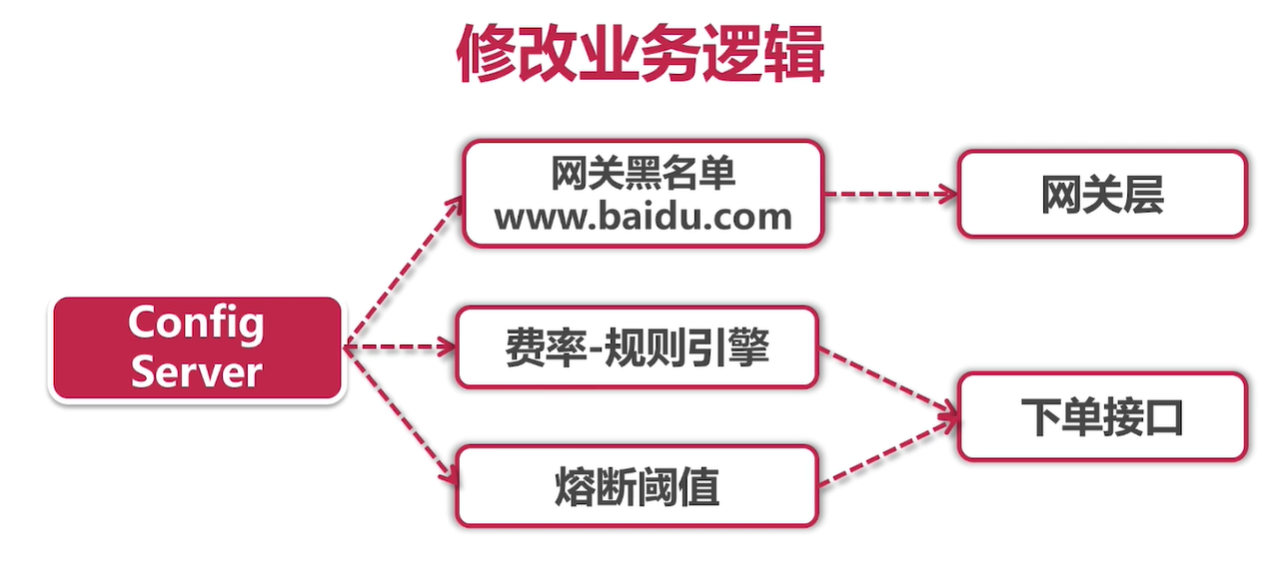 修改业务逻辑
网关黑名单
www.baidu.com
网关层
Config
Server
费率-规则引擎
下单接口
熔断阈值